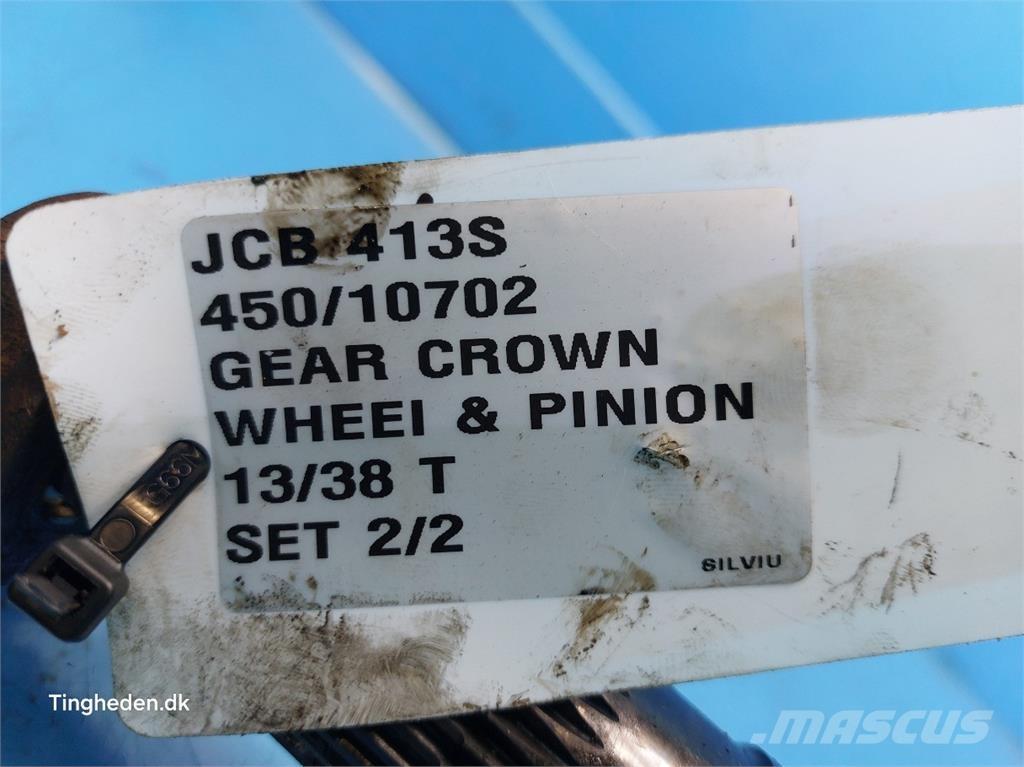 JCB 413S
450/10702
GEAR CROWN
WHEEI & PINION
13/38 T
SET 2/2
SILVIU
Tingheden.dk
MASCUS